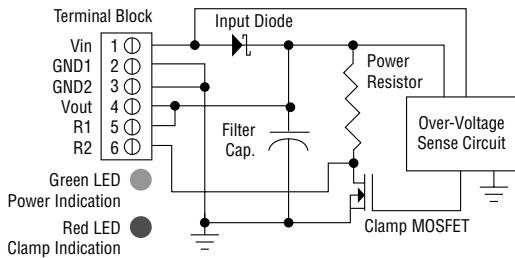 Terminal Block
Input Diode
Vin 1
GND1 2
GND2 3
Vout 4
R1 5
R2 6
Power
Resistor
Filter
Cap.
Over-Voltage
Sense Circuit
Green LED
Power Indication
Clamp MOSFET
Red LED
Clamp Indication